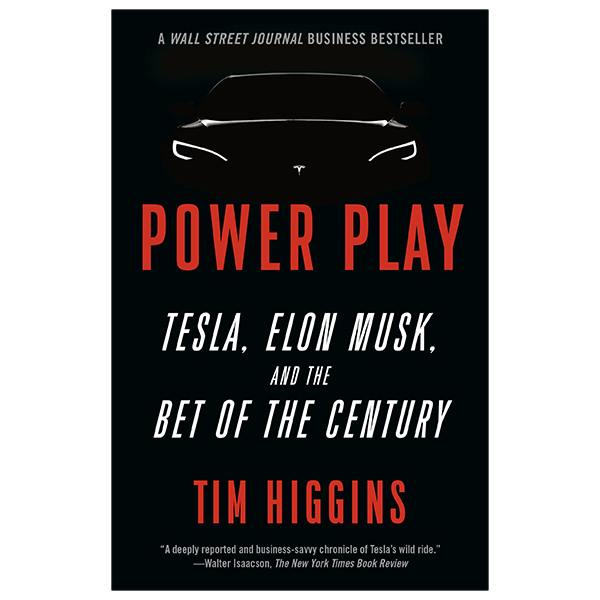 A WALL STREET JOURNAL BUSINESS BESTSELLER
POWER PLAY
TESLA, ELON MUSK,
AND THE
BET OF THE CENTURY
TIM HIGGINS
“A deeply reported and business-savvy chronicle of Tesla’s wild ride.”
—Walter Isaacson, The New York Times Book Review